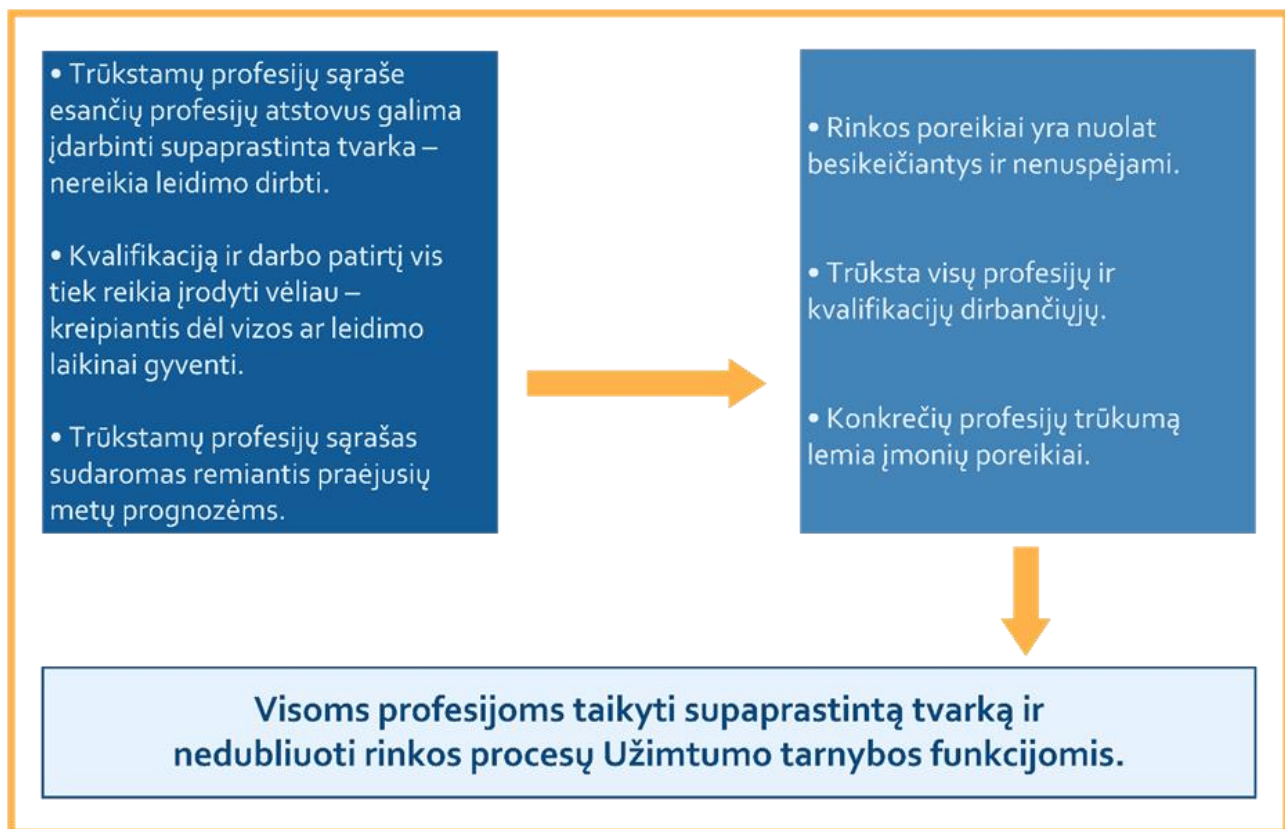 • Trūkstamų profesijų sąraše
esančių profesijų atstovus galima
įdarbinti supaprastinta tvarka –
nereikia leidimo dirbti.
• Kvalifikaciją ir darbo patirtį vis
tiek reikia įrodyti vėliau –
kreipiantis dėl vizos ar leidimo
laikinai gyventi.
• Trūkstamų profesijų sąrašas
sudaromas remiantis praėjusių
metų prognozėms.
• Rinkos poreikiai yra nuolat
besikeičiantys ir nenuspėjami.
• Trūksta visų profesijų ir
kvalifikacijų dirbančiųjų.
• Konkrečių profesijų trūkumą
lemia įmonių poreikiai.
Visoms profesijoms taikyti supaprastintą tvarką ir
nedubliuoti rinkos procesų Užimtumo tarnybos funkcijomis.